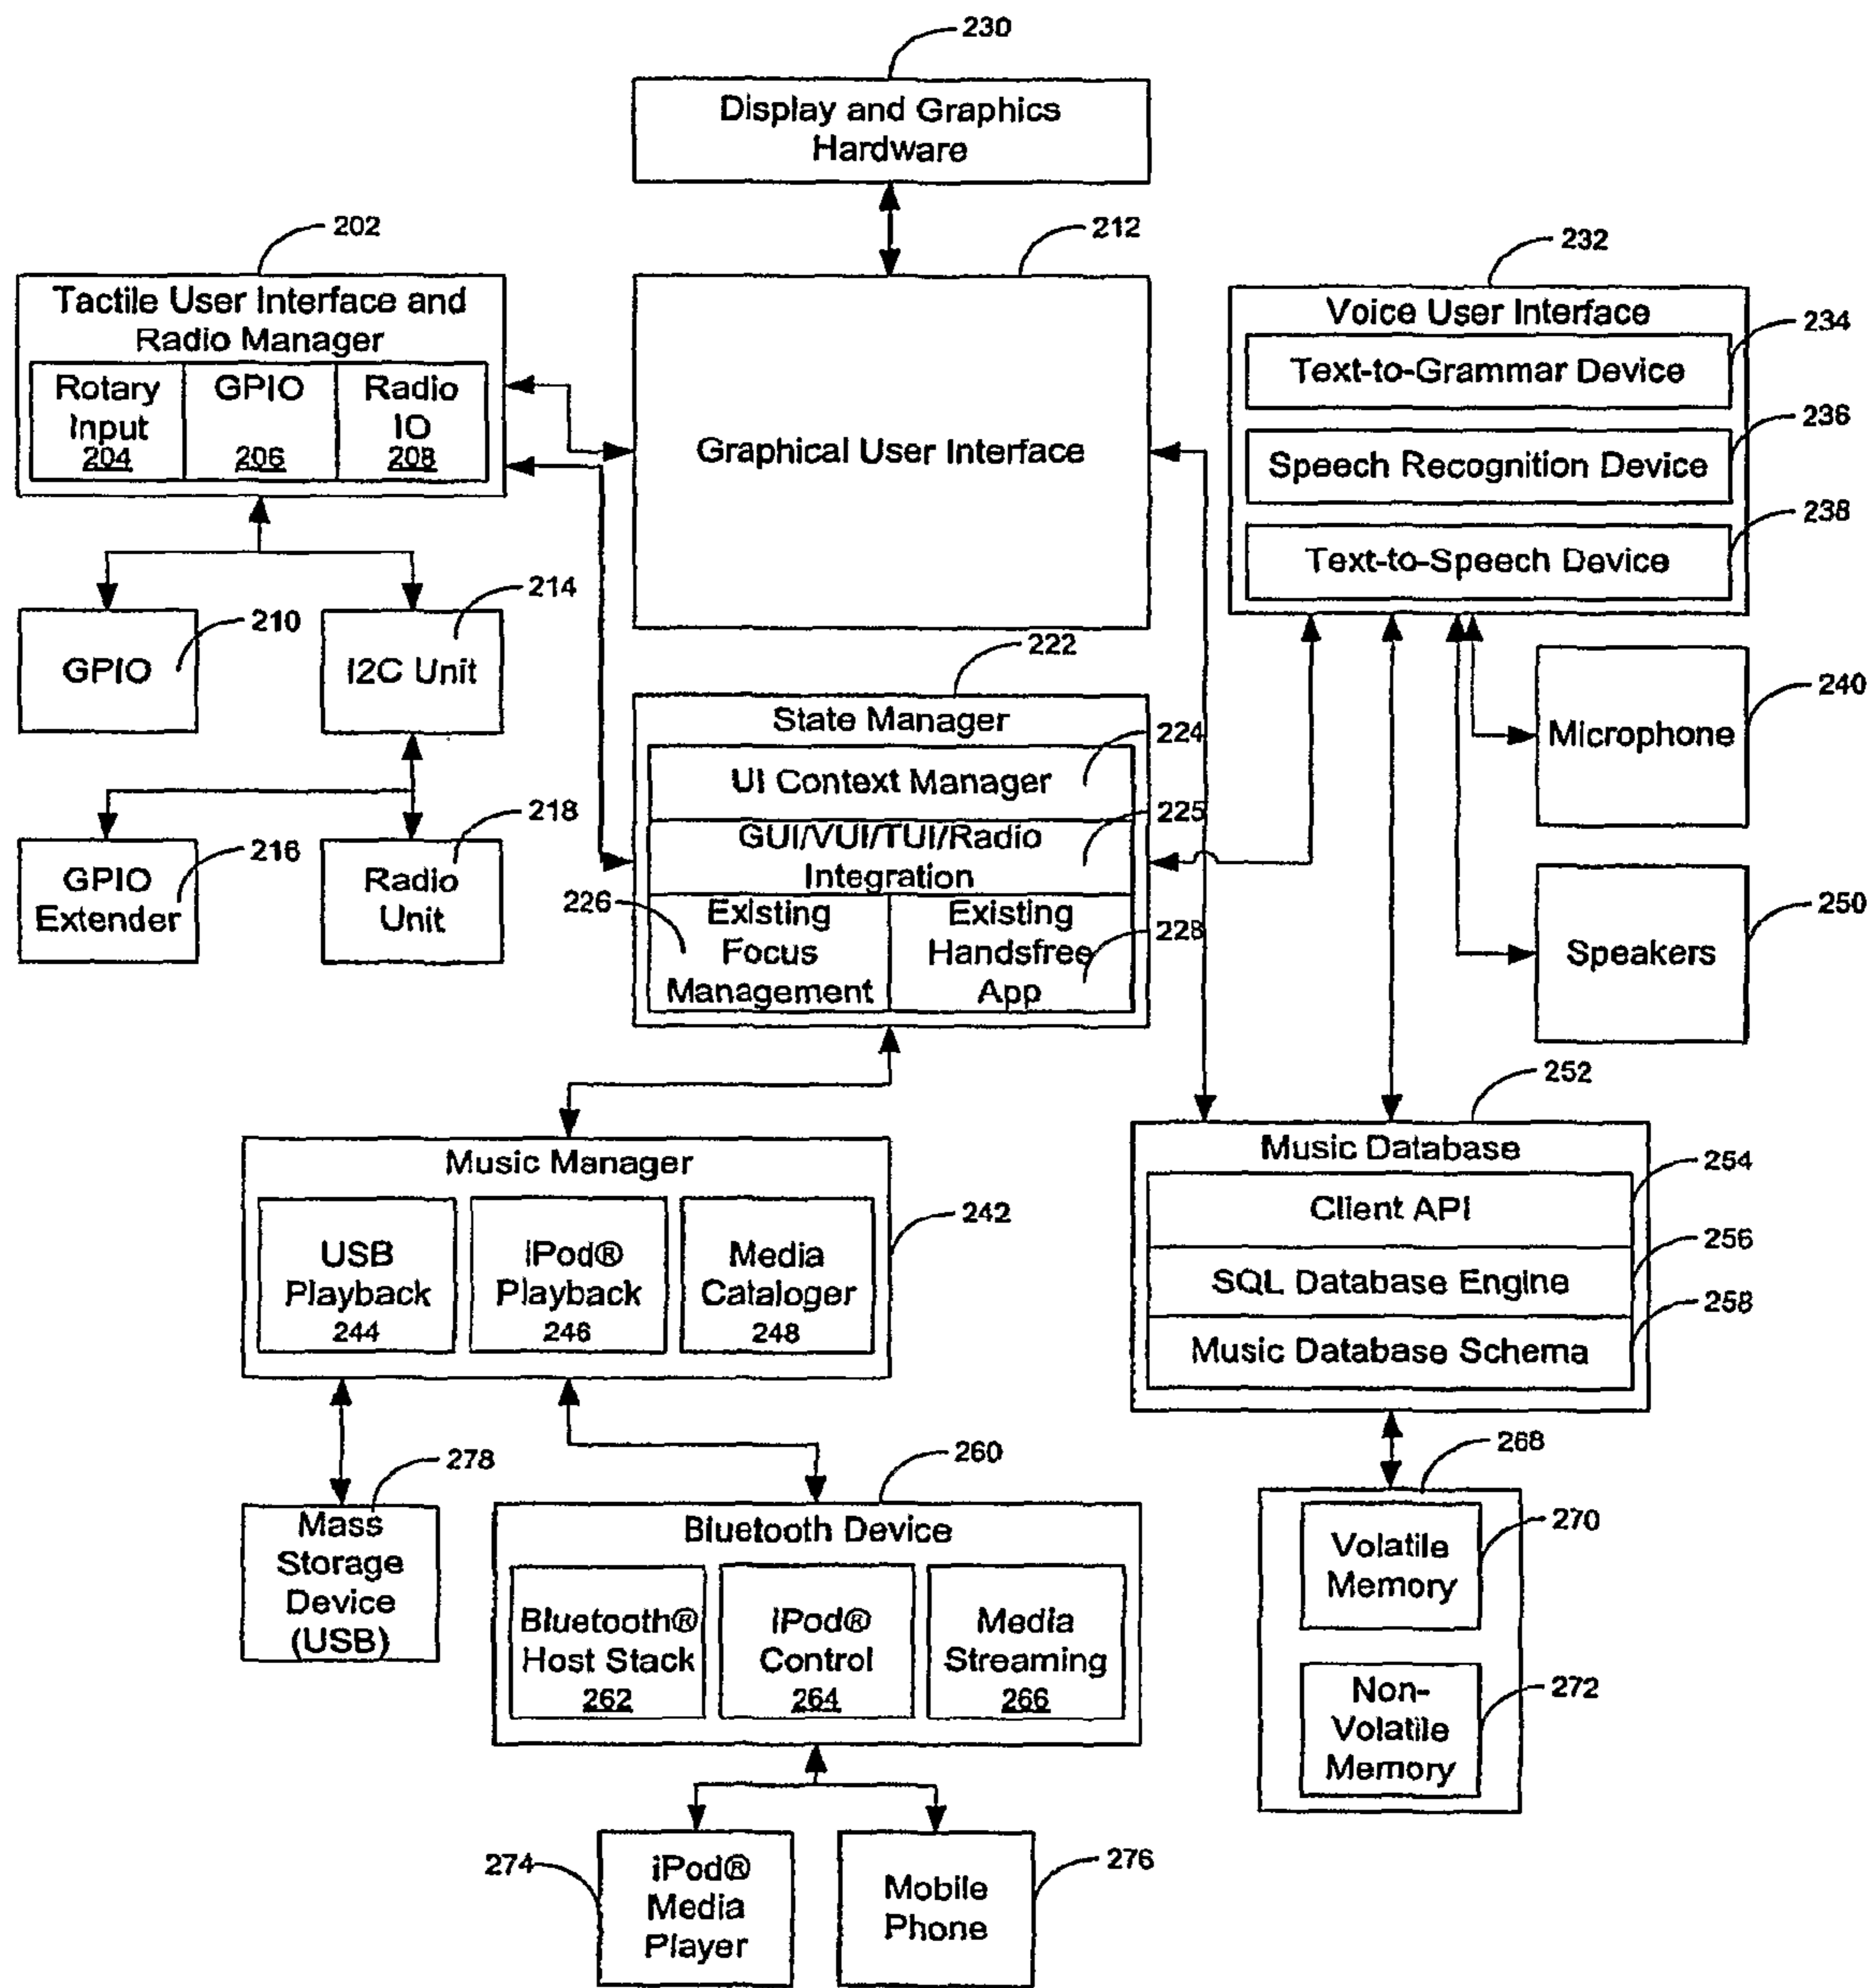 230
Display and Graphics
Hardware
202
212
232
Tactile User Interface and
Radio Manager
Rotary
Input
204
GPIO
206
Radio
IO
208
Graphical User Interface
Voice User Interface
234
Text-to-Grammar Device
236
Speech Recognition Device
238
Text-to-Speech Device
210
GPIO
214
I2C Unit
216
GPIO
Extender
218
Radio
Unit
222
State Manager
224
UI Context Manager
225
GUI/VUI/TUI/Radio
Integration
226
Existing
Focus
Management
228
Existing
Handsfree
App
240
Microphone
250
Speakers
252
Music Database
254
Client API
256
SQL Database Engine
258
Music Database Schema
242
Music Manager
USB
Playback
244
iPod®
Playback
246
Media
Cataloger
248
278
Mass
Storage
Device
(USB)
260
Bluetooth Device
Bluetooth®
Host Stack
262
iPod®
Control
264
Media
Streaming
266
268
270
Volatile
Memory
272
Non-
Volatile
Memory
274
iPod®
Media
Player
276
Mobile
Phone